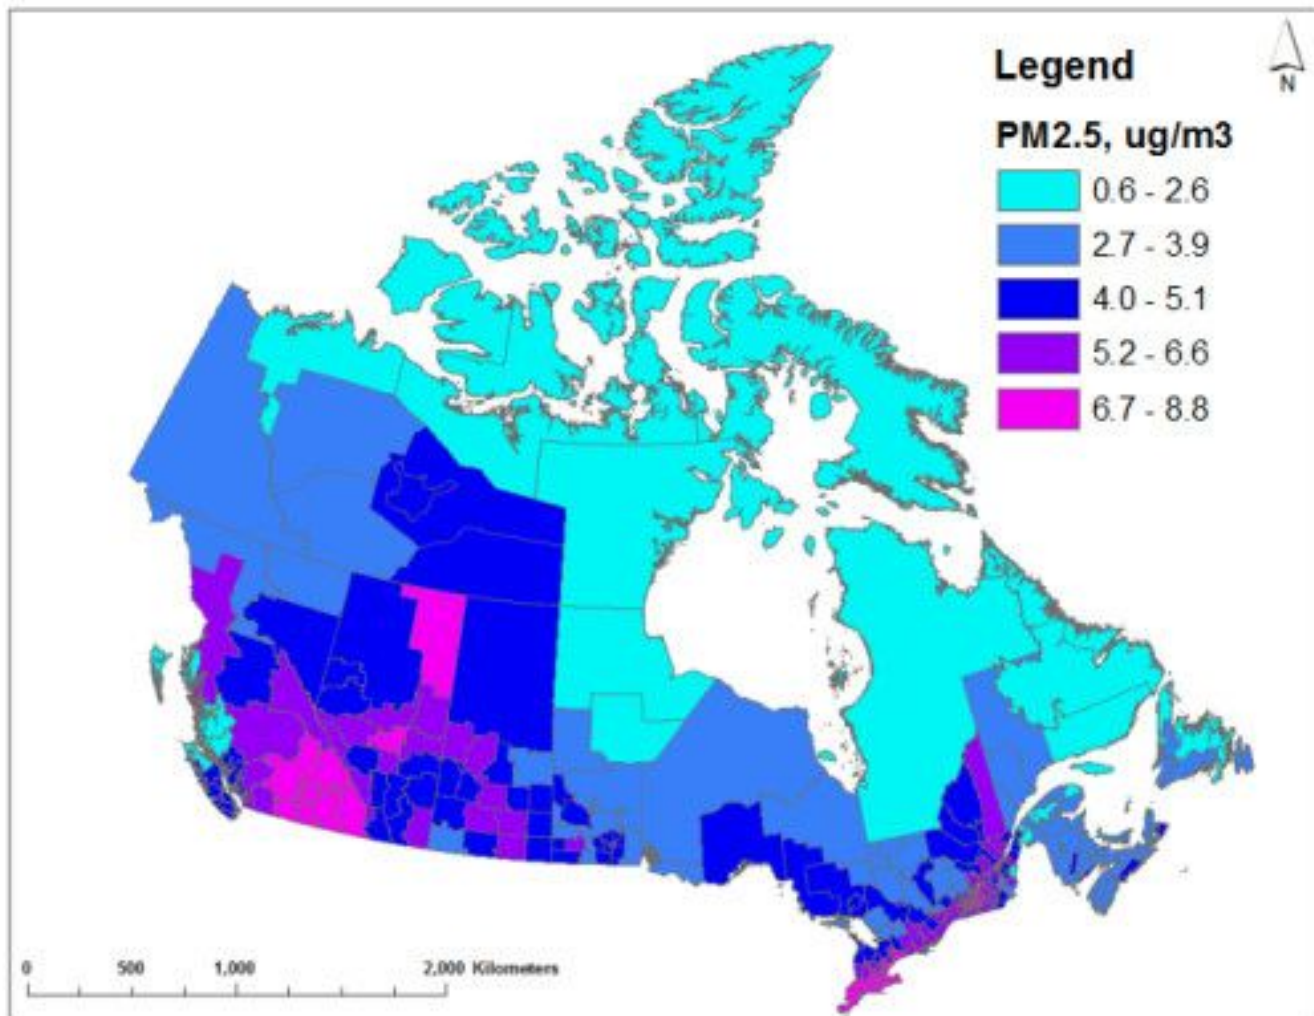 Legend
N
PM2.5, ug/m3
0.6 - 2.6
2.7 - 3.9
4.0 - 5.1
5.2 - 6.6
6.7 - 8.8
0 500 1,000 2,000 Kilometers